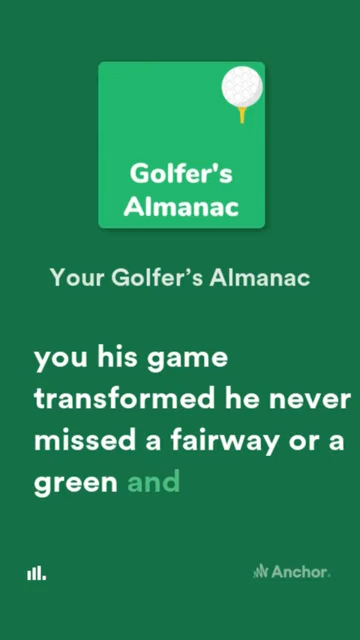 Golfer's
Almanac
Your Golfer’s Almanac
you his game
transformed he never
missed a fairway or a
green and
Anchor